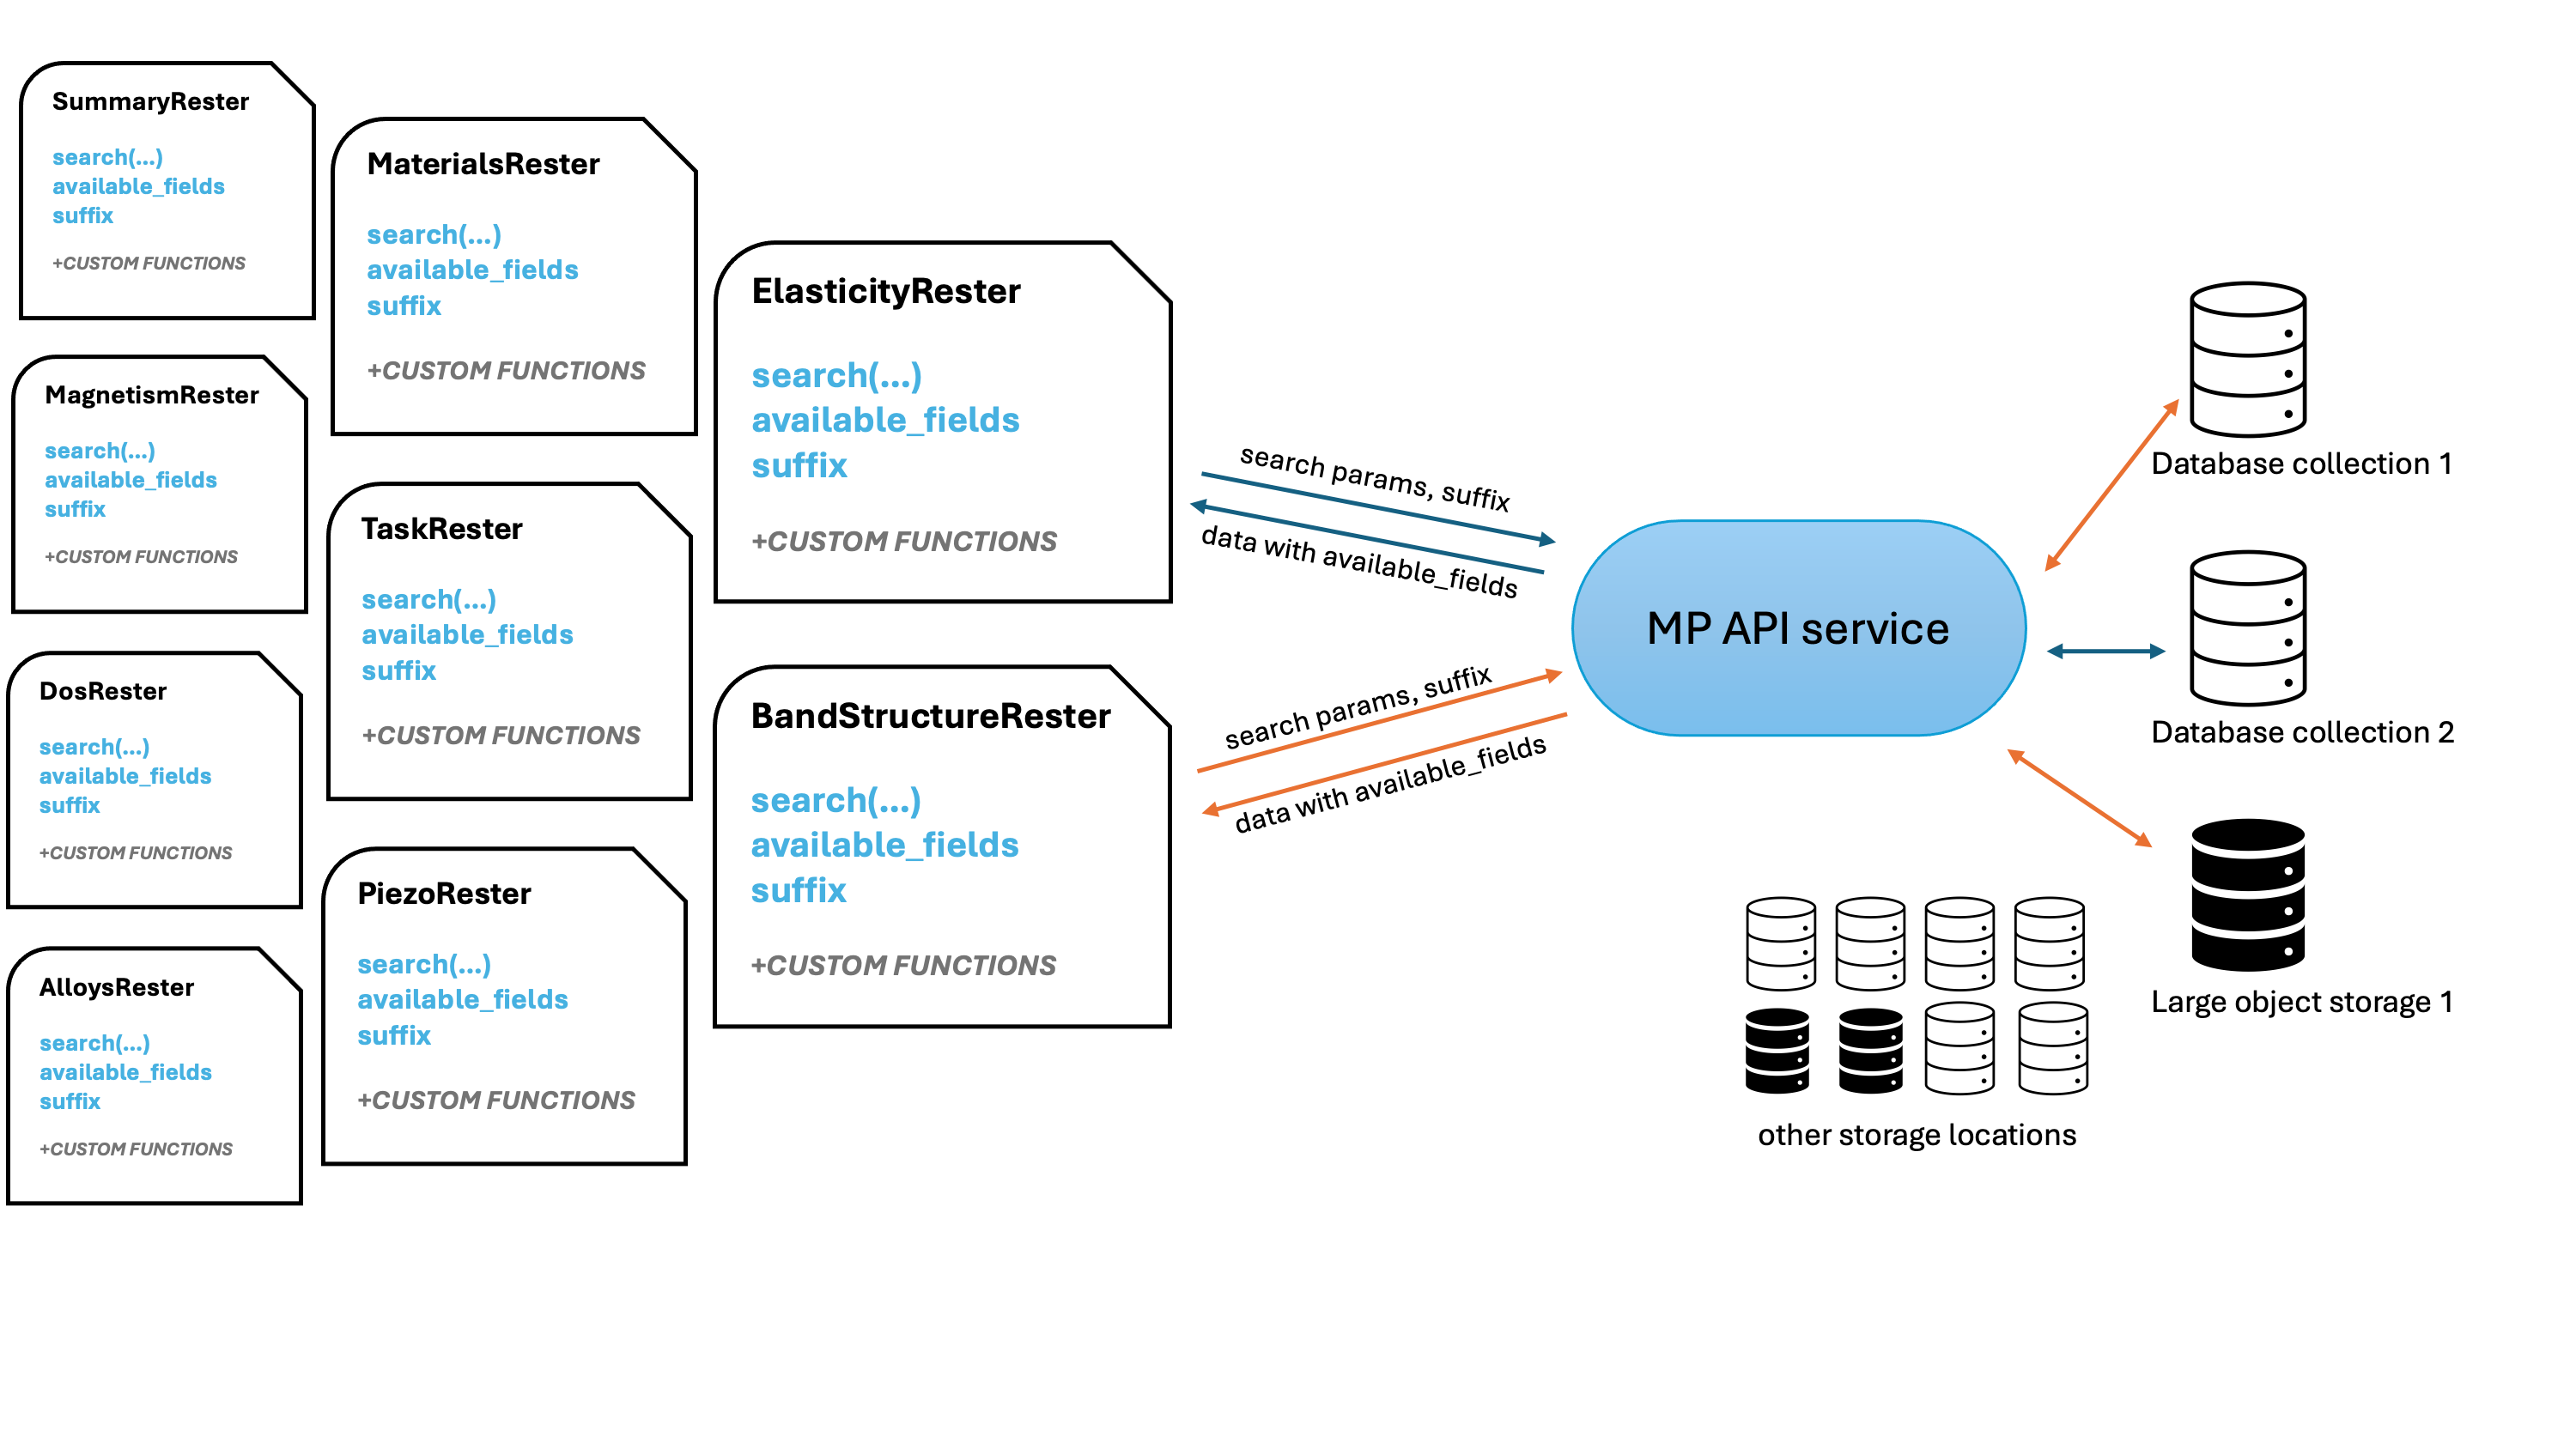 SummaryRester
search(...)
available_fields
suffix
+CUSTOM FUNCTIONS
MagnetismRester
search(...)
available_fields
suffix
+CUSTOM FUNCTIONS
DosRester
search(...)
available_fields
suffix
+CUSTOM FUNCTIONS
AlloysRester
search(...)
available_fields
suffix
+CUSTOM FUNCTIONS
MaterialsRester
search(...)
available_fields
suffix
+CUSTOM FUNCTIONS
TaskRester
search(...)
available_fields
suffix
+CUSTOM FUNCTIONS
PiezoRester
search(...)
available_fields
suffix
+CUSTOM FUNCTIONS
ElasticityRester
search(...)
available_fields
suffix
+CUSTOM FUNCTIONS
BandStructureRester
search(...)
available_fields
suffix
+CUSTOM FUNCTIONS
search params, suffix
data with available_fields
search params, suffix
data with available_fields
MP API service
Database collection 1
Database collection 2
Large object storage 1
other storage locations